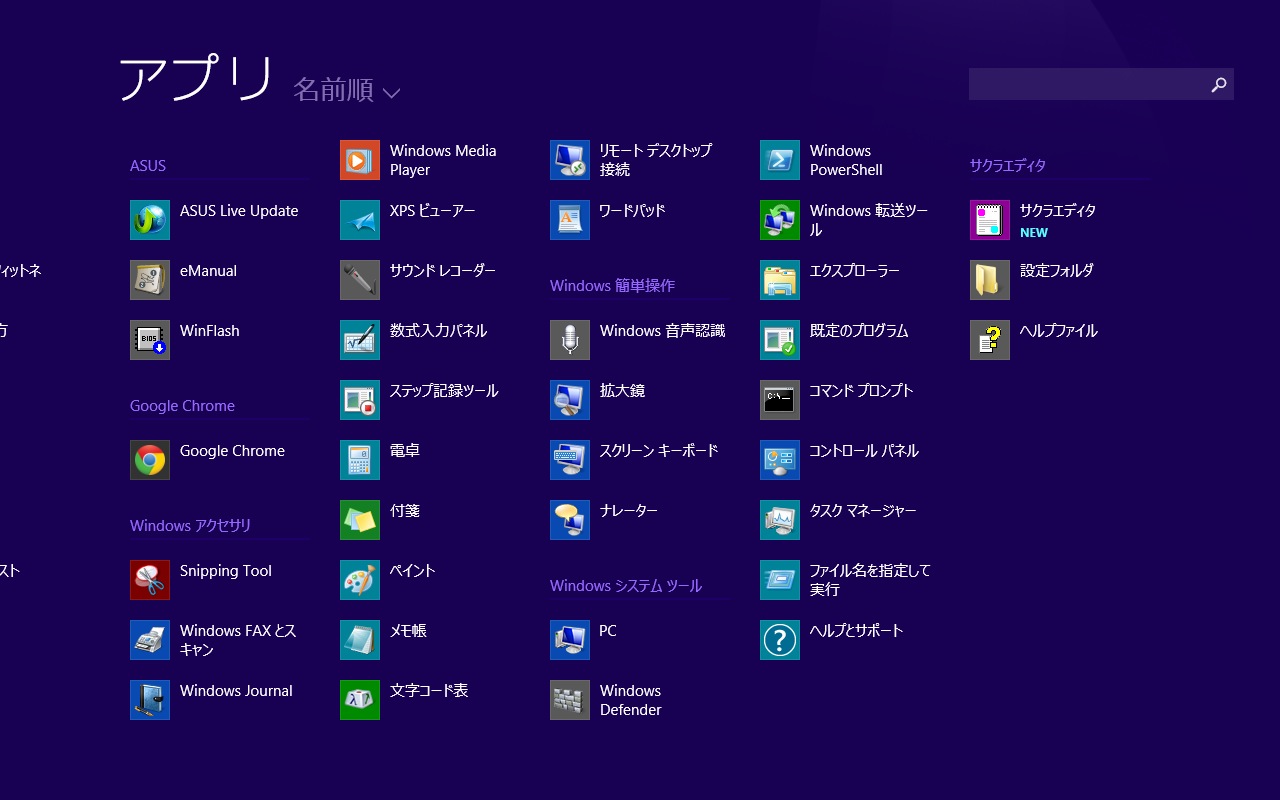 アプリ 名前順
ィットネ
方
スト
ASUS
ASUS Live Update
eManual
WinFlash
Google Chrome
Google Chrome
Windows アクセサリ
Snipping Tool
Windows FAX とス
キャン
Windows Journal
Windows Media
Player
XPS ビューアー
サウンド レコーダー
数式入力パネル
ステップ記録ツール
電卓
付箋
ペイント
メモ帳
文字コード表
リモート デスクトップ
接続
ワードパッド
Windows 簡単操作
Windows 音声認識
拡大鏡
スクリーン キーボード
ナレーター
Windows システム ツール
PC
Windows
Defender
Windows
PowerShell
Windows 転送ツー
ル
エクスプローラー
既定のプログラム
コマンド プロンプト
コントロール パネル
タスク マネージャー
ファイル名を指定して
実行
ヘルプとサポート
サクラエディタ
サクラエディタ
NEW
設定フォルダ
ヘルプファイル